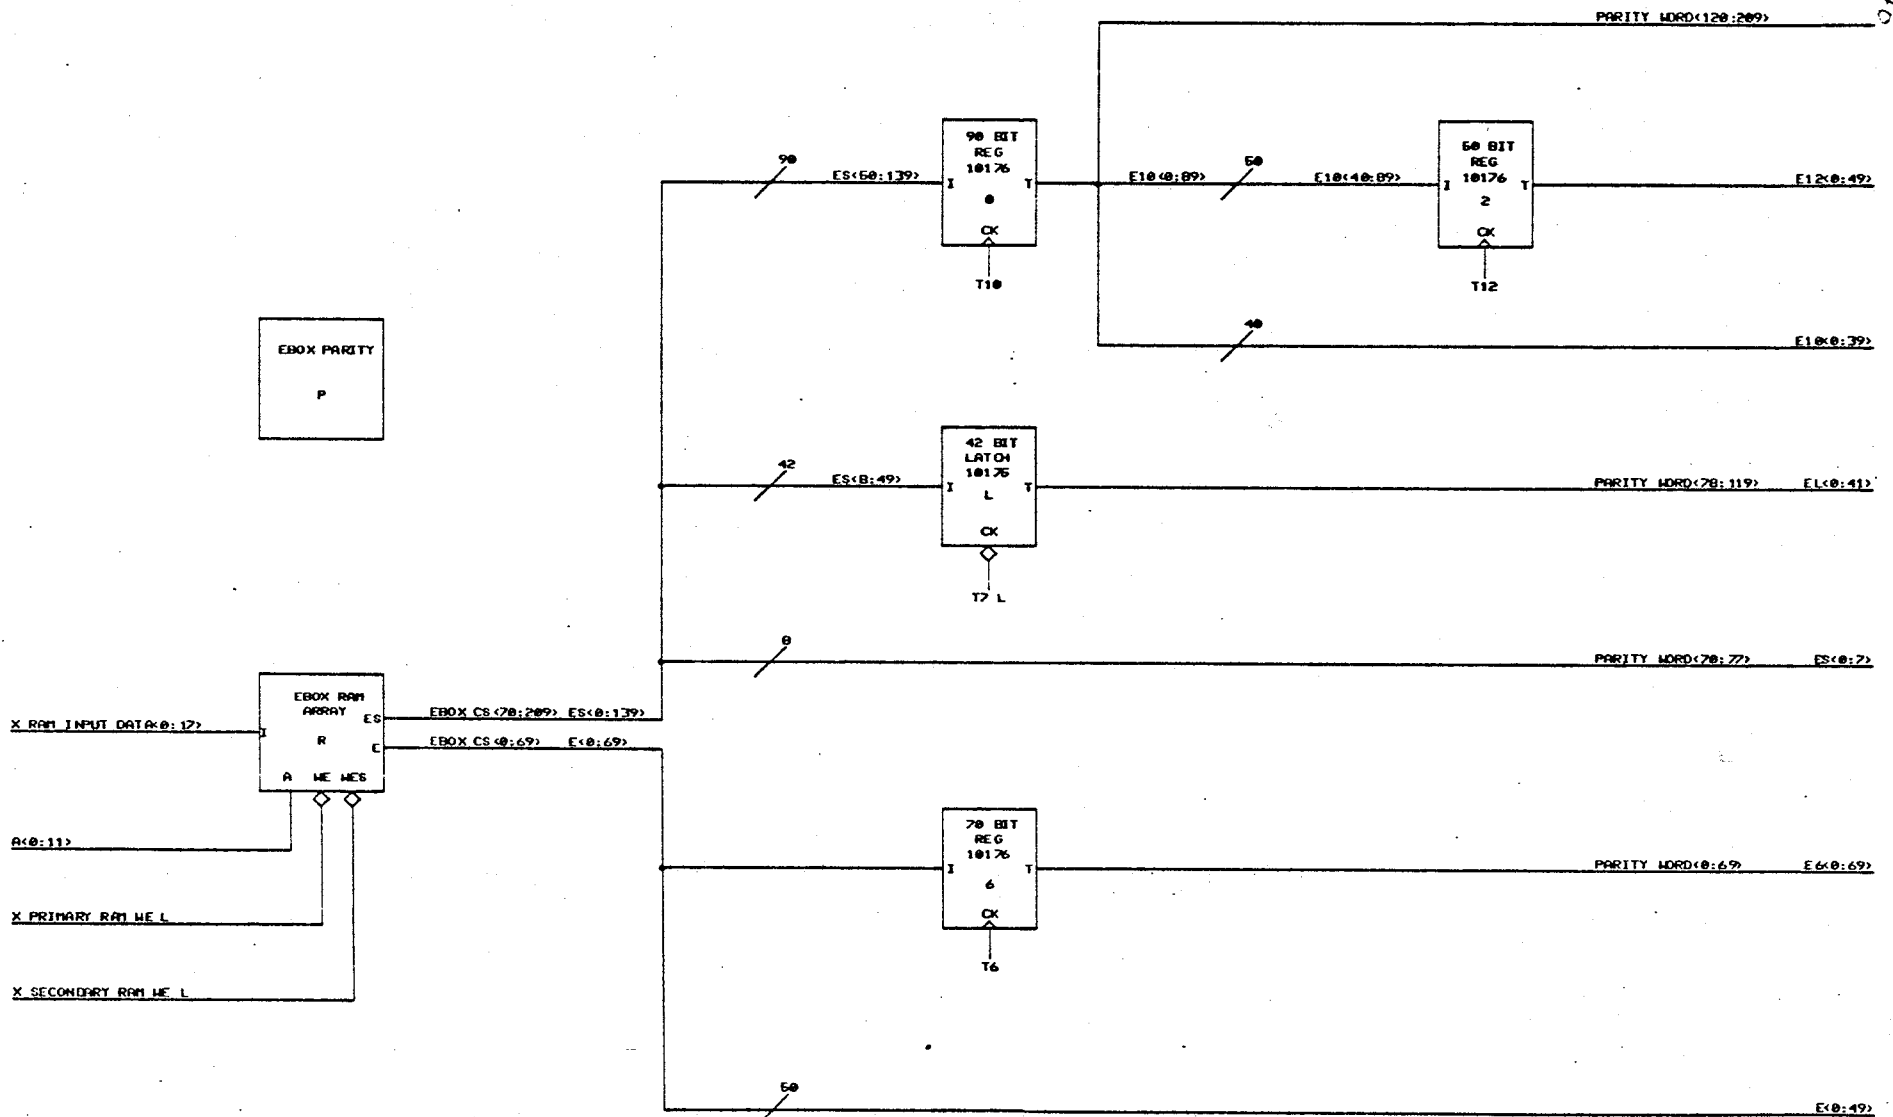 PARITY WORD<120:209>
90 BIT
REG
10176
I T
0
CK
T10
90
ES<50:139>
E10<0:89>
50
E10<40:89>
50 BIT
REG
10176
I T
2
CK
T12
E12<0:49>
40
E10<0:39>
EBOX PARITY
P
42
ES<8:49>
42 BIT
LATCH
10175
I T
L
CK
T7 L
PARITY WORD<78:119> EL<0:41>
8
PARITY WORD<70:77> ES<0:7>
X RAM INPUT DATA<0:17>
EBOX RAM
ARRAY
ES
I
R
E
A WE WES
EBOX CS<70:209> ES<0:139>
EBOX CS<0:69> E<0:69>
A<0:11>
X PRIMARY RAM WE L
X SECONDARY RAM WE L
70 BIT
REG
10176
I T
6
CK
T6
PARITY WORD<0:69> E6<0:69>
50
E<0:49>